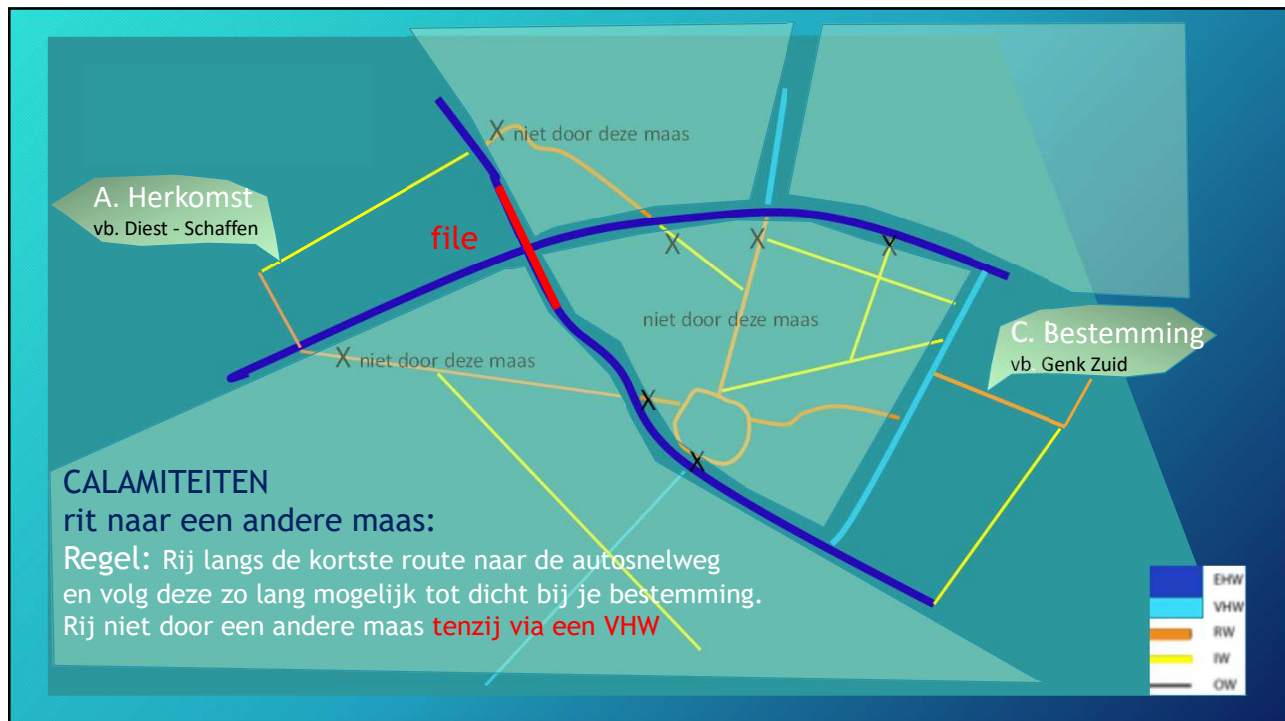 X niet door deze maas
A. Herkomst
vb. Diest - Schaffen
file
X
X
X
niet door deze maas
C. Bestemming
vb. Genk Zuid
X niet door deze maas
X
X
CALAMITEITEN
rit naar een andere maas:
Regel: Rij langs de kortste route naar de autosnelweg
en volg deze zo lang mogelijk tot dicht bij je bestemming.
Rij niet door een andere maas tenzij via een VHW
EHW
VHW
RW
IW
OW